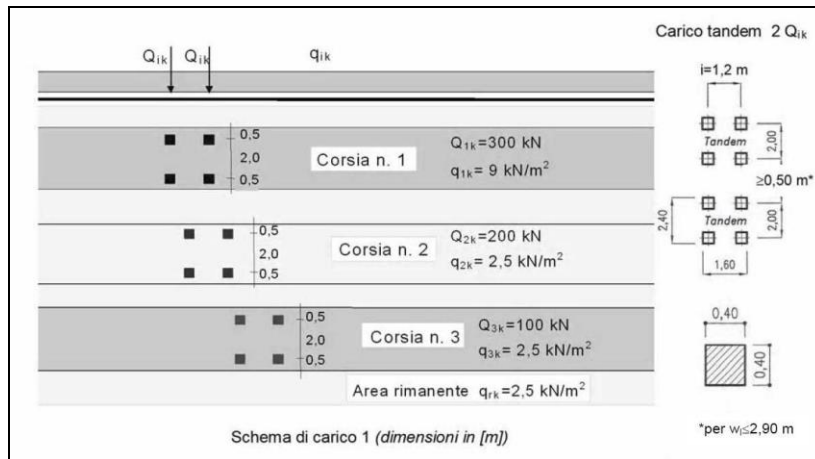 Carico tandem 2 Qik
Qik Qik qik
i=1,2 m
0,5
2,0
0,5
Corsia n. 1
Q1k=300 kN
q1k= 9 kN/m²
Tandem
2,00
≥0,50 m*
0,5
2,0
0,5
Corsia n. 2
Q2k=200 kN
q2k= 2,5 kN/m²
2,40
Tandem
2,00
1,60
0,5
2,0
0,5
Corsia n. 3
Q3k=100 kN
q3k= 2,5 kN/m²
0,40
0,40
Area rimanente qrk=2,5 kN/m²
Schema di carico 1 (dimensioni in [m])
*per wl≤2,90 m